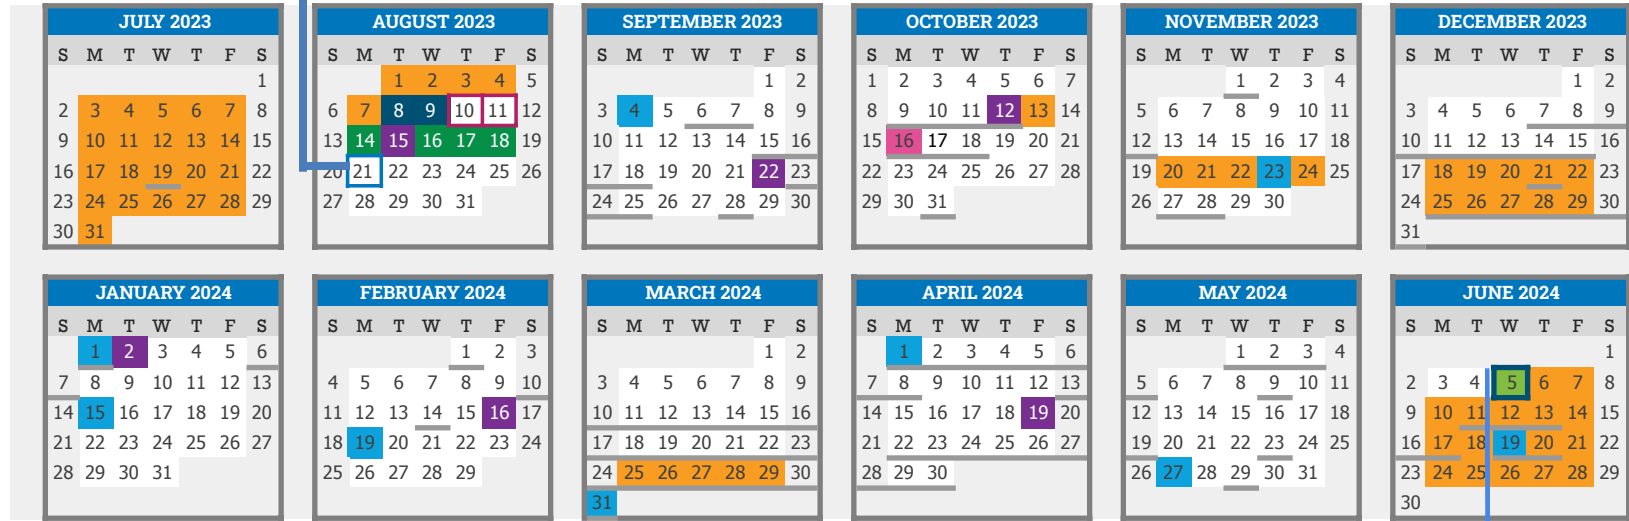 JULY 2023
S M T W T F S
1
2 3 4 5 6 7 8
9 10 11 12 13 14 15
16 17 18 19 20 21 22
23 24 25 26 27 28 29
30 31
AUGUST 2023
S M T W T F S
1 2 3 4 5
6 7 8 9 10 11 12
13 14 15 16 17 18 19
20 21 22 23 24 25 26
27 28 29 30 31
SEPTEMBER 2023
S M T W T F S
1 2
3 4 5 6 7 8 9
10 11 12 13 14 15 16
17 18 19 20 21 22 23
24 25 26 27 28 29 30
OCTOBER 2023
S M T W T F S
1 2 3 4 5 6 7
8 9 10 11 12 13 14
15 16 17 18 19 20 21
22 23 24 25 26 27 28
29 30 31
NOVEMBER 2023
S M T W T F S
1 2 3 4
5 6 7 8 9 10 11
12 13 14 15 16 17 18
19 20 21 22 23 24 25
26 27 28 29 30
DECEMBER 2023
S M T W T F S
1 2
3 4 5 6 7 8 9
10 11 12 13 14 15 16
17 18 19 20 21 22 23
24 25 26 27 28 29 30
31
JANUARY 2024
S M T W T F S
1 2 3 4 5 6
7 8 9 10 11 12 13
14 15 16 17 18 19 20
21 22 23 24 25 26 27
28 29 30 31
FEBRUARY 2024
S M T W T F S
1 2 3
4 5 6 7 8 9 10
11 12 13 14 15 16 17
18 19 20 21 22 23 24
25 26 27 28 29
MARCH 2024
S M T W T F S
1 2
3 4 5 6 7 8 9
10 11 12 13 14 15 16
17 18 19 20 21 22 23
24 25 26 27 28 29 30
31
APRIL 2024
S M T W T F S
1 2 3 4 5 6
7 8 9 10 11 12 13
14 15 16 17 18 19 20
21 22 23 24 25 26 27
28 29 30
MAY 2024
S M T W T F S
1 2 3 4
5 6 7 8 9 10 11
12 13 14 15 16 17 18
19 20 21 22 23 24 25
26 27 28 29 30 31
JUNE 2024
S M T W T F S
1
2 3 4 5 6 7 8
9 10 11 12 13 14 15
16 17 18 19 20 21 22
23 24 25 26 27 28 29
30